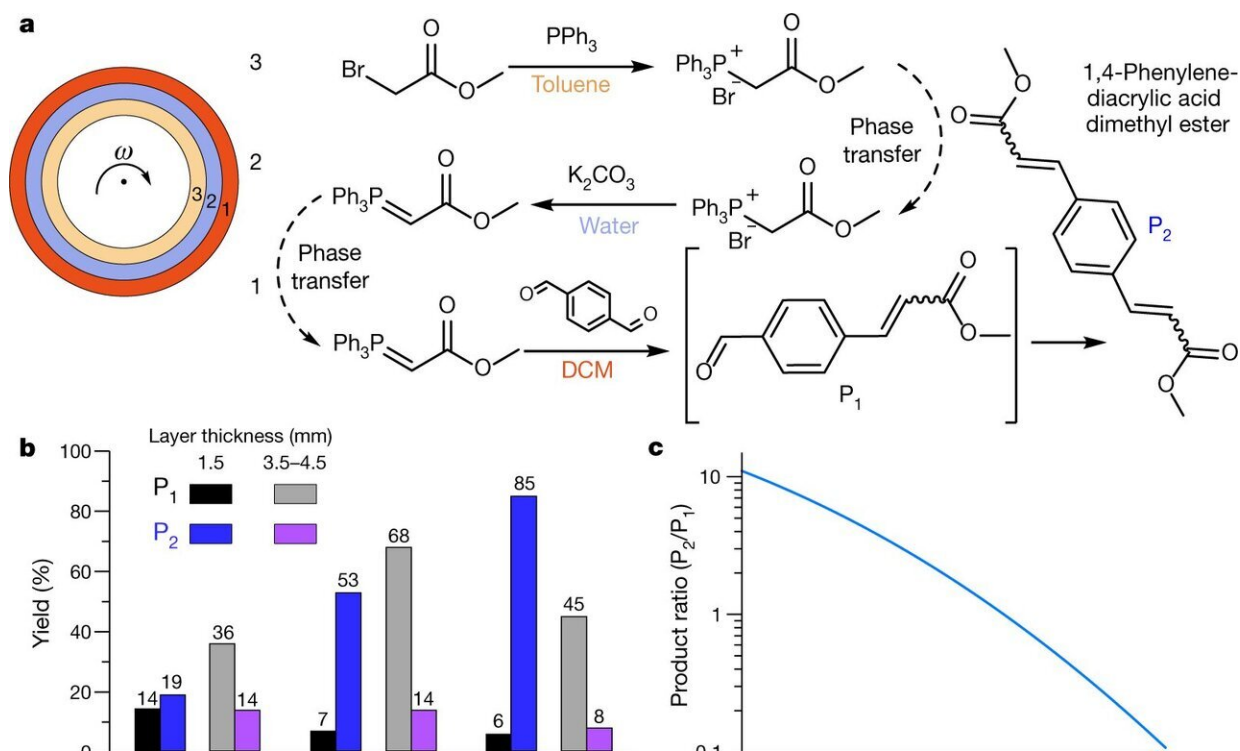 a
3
2
1
ω
3 2 1
Br
O
O
PPh3
Toluene
Ph3P+
Br−
O
O
Phase
transfer
Ph3P
O
O
K2CO3
Water
Ph3P+
Br−
O
O
Phase
transfer
Ph3P
O
O
O
O
DCM
O
O
O
P1
O
O
P2
O
O
1,4-Phenylene-
diacrylic acid
dimethyl ester
b
Layer thickness (mm)
1.5 3.5–4.5
P1
P2
Yield (%)
100
80
60
40
20
0
14 19 36 14
7 53 68 14
6 85 45 8
c
Product ratio (P2/P1)
10
1
0.1